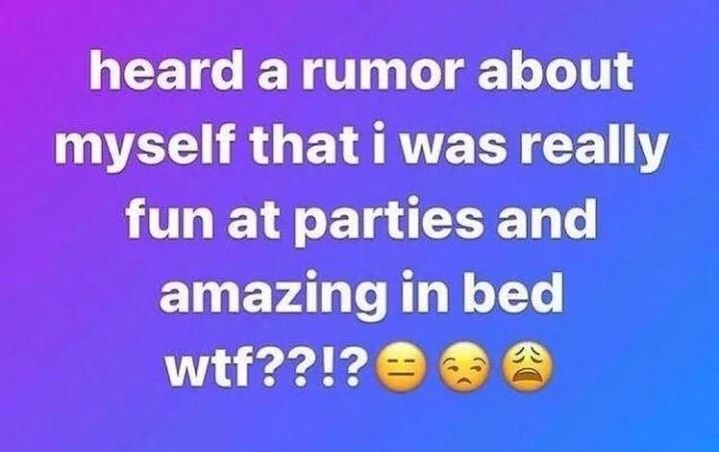 heard a rumor about
myself that i was really
fun at parties and
amazing in bed
wtf??!?😑😒😩